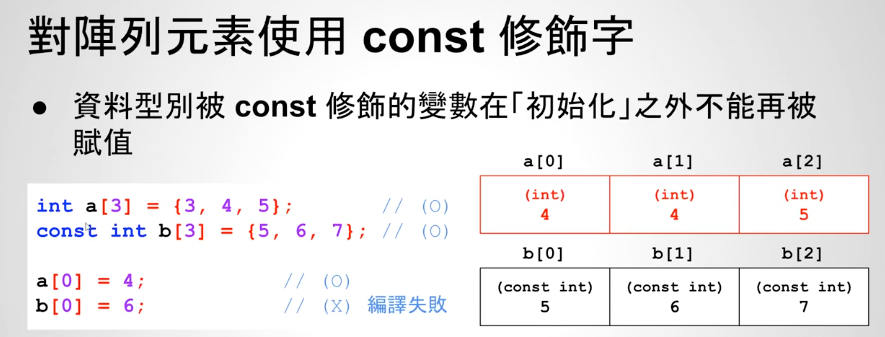 對陣列元素使用 const 修飾字
● 資料型別被 const 修飾的變數在「初始化」之外不能再被
賦值
int a[3] = {3, 4, 5}; // (O)
const int b[3] = {5, 6, 7}; // (O)
a[0] = 4; // (O)
b[0] = 6; // (X) 編譯失敗
a[0] a[1] a[2]
(int) (int) (int)
4 4 5
b[0] b[1] b[2]
(const int) (const int) (const int)
5 6 7